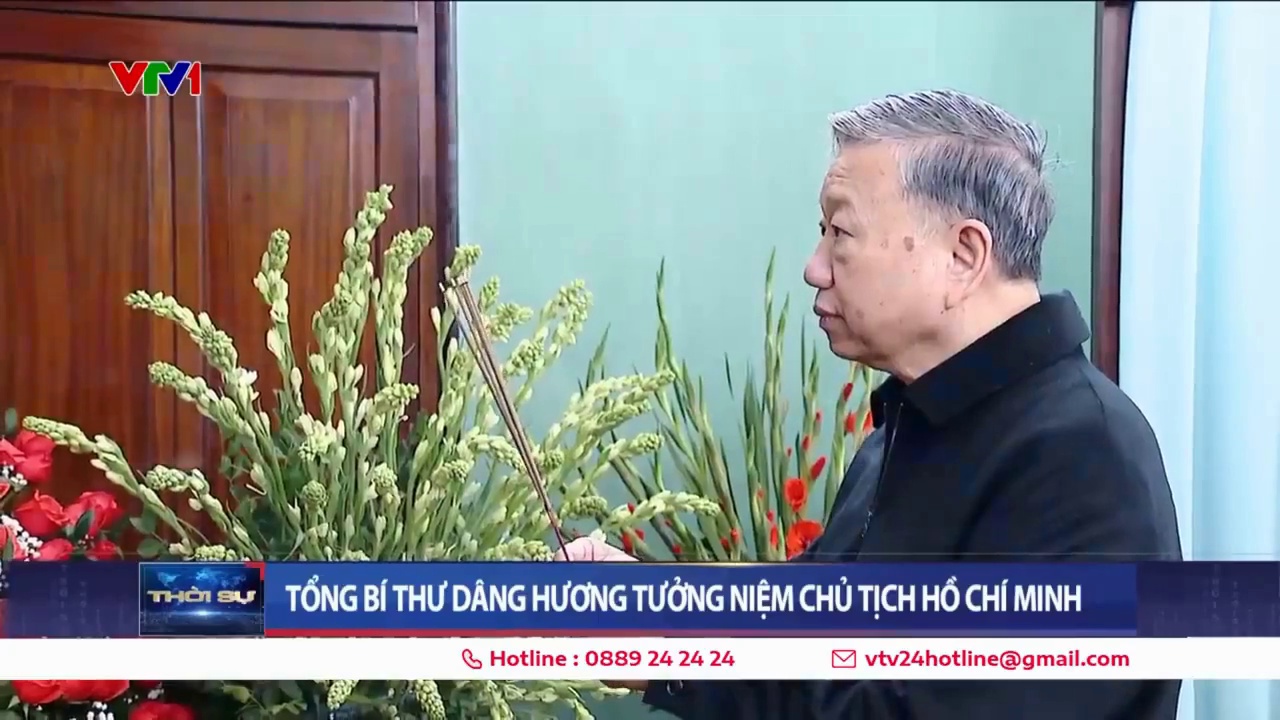 VTV1
THỜI SỰ
TỔNG BÍ THƯ DÂNG HƯƠNG TƯỞNG NIỆM CHỦ TỊCH HỒ CHÍ MINH
Hotline : 0889 24 24 24
vtv24hotline@gmail.com